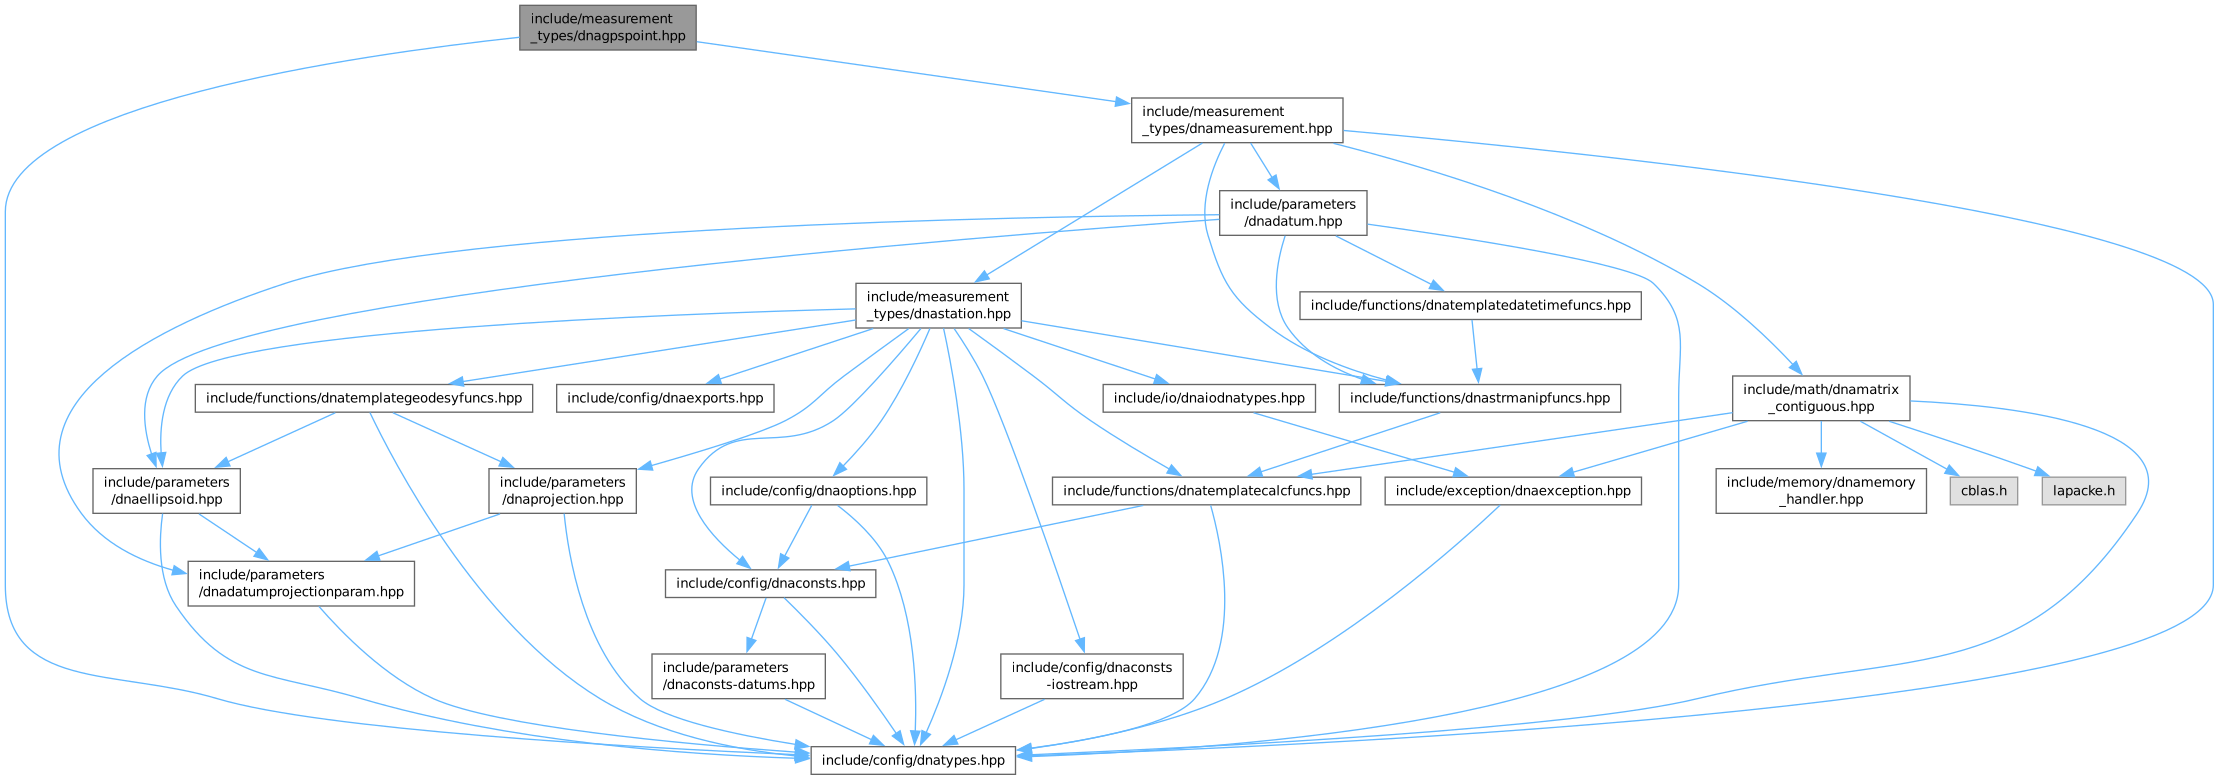 include/measurement
_types/dnagpspoint.hpp
include/measurement
_types/dnameasurement.hpp
include/parameters
/dnadatum.hpp
include/measurement
_types/dnastation.hpp
include/functions/dnatemplatedatetimefuncs.hpp
include/math/dnamatrix
_contiguous.hpp
include/functions/dnatemplategeodesyfuncs.hpp
include/config/dnaexports.hpp
include/io/dnaiodnatypes.hpp
include/functions/dnastrmanipfuncs.hpp
include/parameters
/dnaellipsoid.hpp
include/parameters
/dnaprojection.hpp
include/config/dnaoptions.hpp
include/functions/dnatemplatecalcfuncs.hpp
include/exception/dnaexception.hpp
include/memory/dnamemory
_handler.hpp
cblas.h
lapacke.h
include/parameters
/dnadatumprojectionparam.hpp
include/config/dnaconsts.hpp
include/parameters
/dnaconsts-datums.hpp
include/config/dnaconsts
-iostream.hpp
include/config/dnatypes.hpp